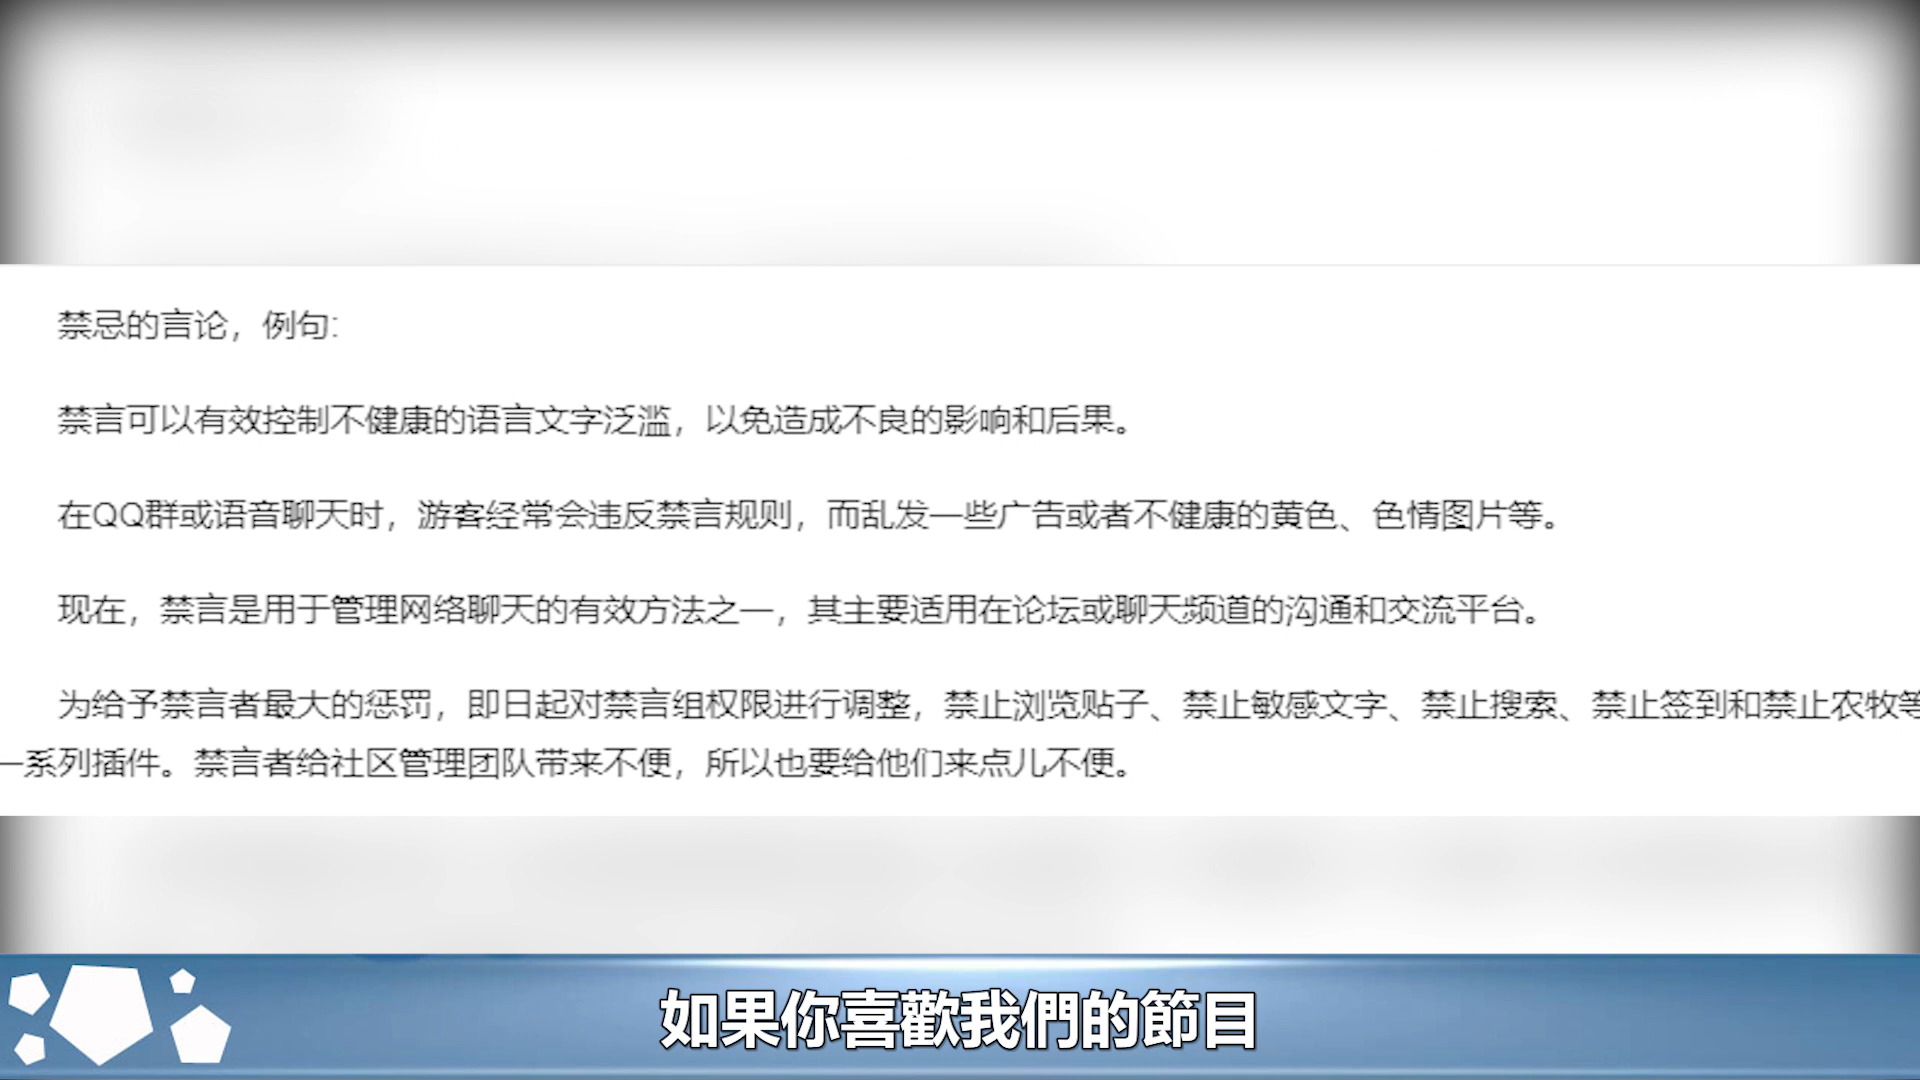 禁忌的言论，例句：
禁言可以有效控制不健康的语言文字泛滥，以免造成不良的影响和后果。
在QQ群或语音聊天时，游客经常会违反禁言规则，而乱发一些广告或者不健康的黄色、色情图片等。
现在，禁言是用于管理网络聊天的有效方法之一，其主要适用在论坛或聊天频道的沟通和交流平台。
为给予禁言者最大的惩罚，即日起对禁言组权限进行调整，禁止浏览贴子、禁止敏感文字、禁止搜索、禁止签到和禁止农牧等
一系列插件。禁言者给社区管理团队带来不便，所以也要给他们来点儿不便。
如果你喜歡我們的節目